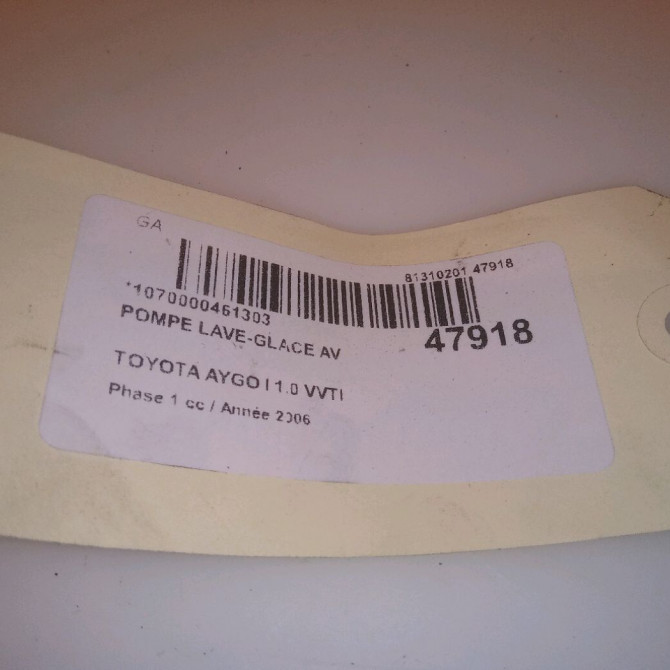 GA
81310201 47918
*1070000461303
47918
POMPE LAVE-GLACE AV
TOYOTA AYGO I 1.0 VVTI
Phase 1 cc / Année 2006